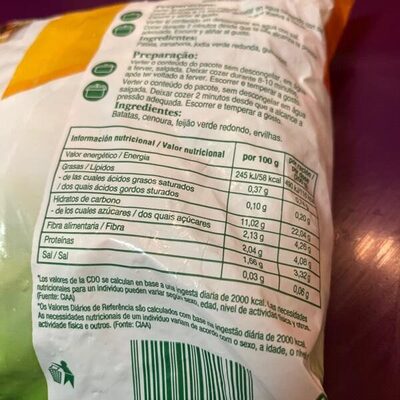 Ingredientes:
Patata, zanahoria, judía verde redonda,
Preparação:
Verter o conteúdo do pacote sem descongelar, em água
a ferver, salgada. Deixar cozer durante 8-10 minutos
após ter voltado a ferver. Escorrer e temperar a gosto.
Verter o conteúdo do pacote, sem descongelar em água
salgada. Deixar cozer 2 minutos desde que a alcance a
pressão adequada. Escorrer e temperar a gosto.
Ingredientes:
Batatas, cenoura, feijão verde redondo, ervilhas.
Información nutricional / Valor nutricional por 100 g
Valor energético / Energia 245 kJ/58 kcal
Grasas / Lípidos 0,37 g
- de las cuales ácidos grasos saturados
/ dos quais ácidos gordos sturados 0,10 g 0,20 g
Hidratos de carbono 11,02 g 22,04 g
- de los cuales azúcares / dos quais açúcares 2,13 g 4,26 g
Fibra alimentaria / Fibra 2,04 g 4,08 g
Proteínas 1,66 g 3,32 g
Sal / Sal 0,03 g 0,06 g
*Los valores de la CDO se calculan en base a una ingesta diaria de 2000 kcal. Las necesidades
nutricionales para un individuo pueden variar según sexo, edad, nivel de actividad física y otros.
(Fuente: CIAA)
*Os Valores Diários de Referência são calculados com base na ingestão diária de 2000 kcal.
As necessidades nutricionais de um individuo variam de acordo com o sexo, a idade, o nível
actividade física e outros. (Fonte: CIAA)